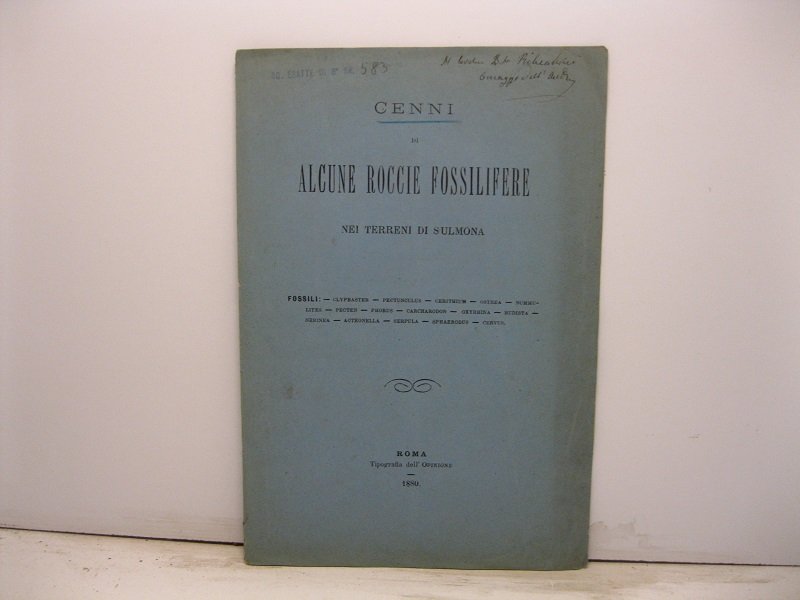 583
CENNI
DI
ALCUNE ROCCIE FOSSILIFERE
NEI TERRENI DI SULMONA
FOSSILI: — CLYPEASTER — PECTUNCULUS — CERITHIUM — OSTREA — NUMMU-
LITES — PECTEN — PHORUS — CARCHARODON — OXYRHINA — RUDISTA —
NERINEA — ACTEONELLA — SERPULA — SPHAERODUS — CERVUS.
ROMA
Tipografia dell' OPINIONE
1880.